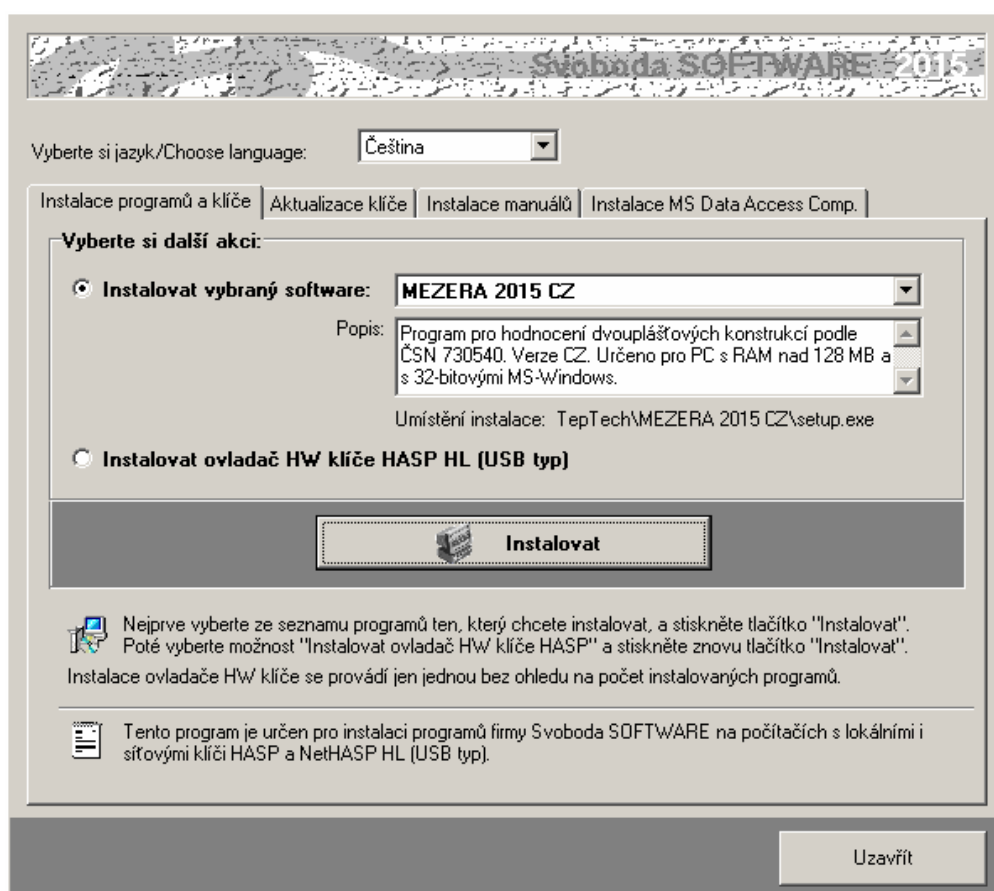 Svoboda SOFTWARE 2015
Vyberte si jazyk/Choose language:
Čeština
Instalace programů a klíče
Aktualizace klíče
Instalace manuálů
Instalace MS Data Access Comp.
Vyberte si další akci:
Instalovat vybraný software:
MEZERA 2015 CZ
Popis:
Program pro hodnocení dvouplášťových konstrukcí podle
ČSN 730540. Verze CZ. Určeno pro PC s RAM nad 128 MB a
s 32-bitovými MS-Windows.
Umístění instalace: TepTech\MEZERA 2015 CZ\setup.exe
Instalovat ovladač HW klíče HASP HL (USB typ)
Instalovat
Nejprve vyberte ze seznamu programů ten, který chcete instalovat, a stiskněte tlačítko "Instalovat".
Poté vyberte možnost "Instalovat ovladač HW klíče HASP" a stiskněte znovu tlačítko "Instalovat".
Instalace ovladače HW klíče se provádí jen jednou bez ohledu na počet instalovaných programů.
Tento program je určen pro instalaci programů firmy Svoboda SOFTWARE na počítačích s lokálními i
síťovými klíči HASP a NetHASP HL (USB typ).
Uzavřít